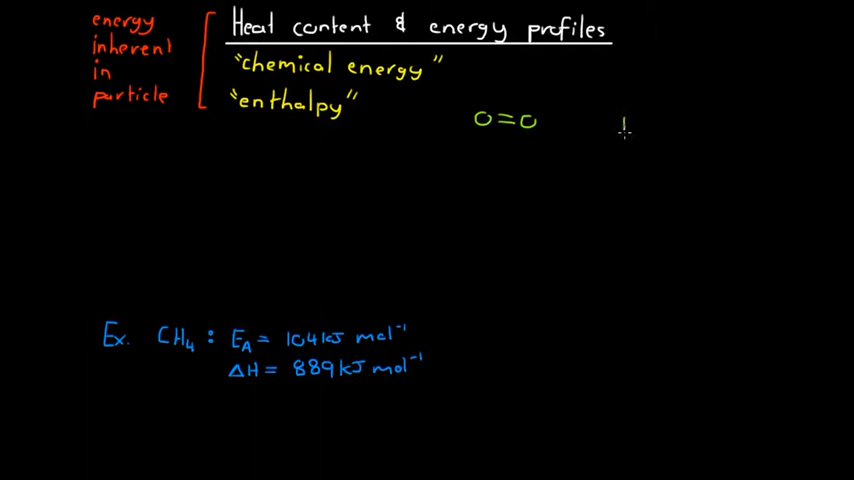 energy
inherent
in
particle
Heat content & energy profiles
"chemical energy"
"enthalpy"
O=O
Ex. CH₄ : E_A = 104 kJ mol⁻¹
ΔH = 889 kJ mol⁻¹